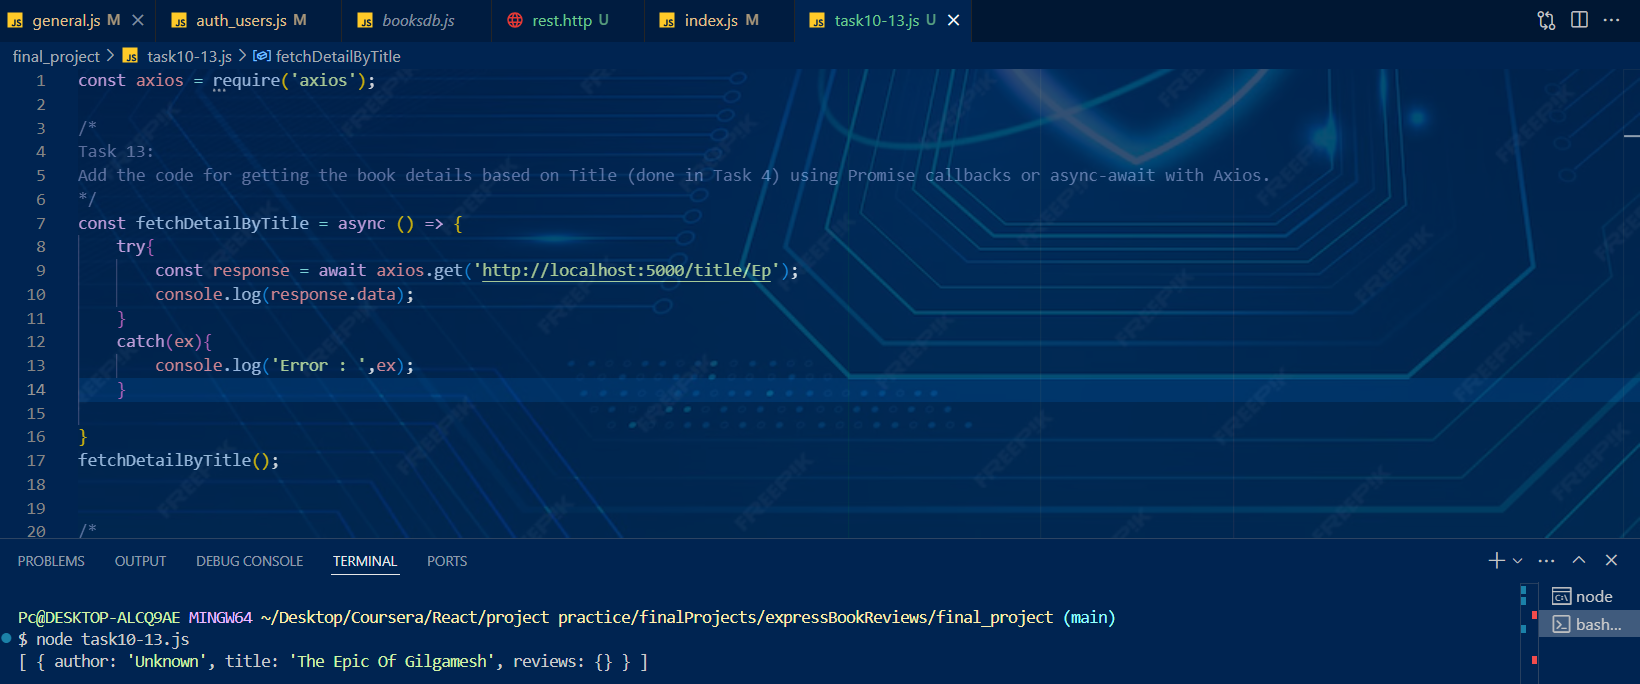 JS general.js M × JS auth_users.js M JS booksdb.js rest.http U JS index.js M JS task10-13.js U ×
final_project > JS task10-13.js > fetchDetailByTitle
1 const axios = require('axios');
2
3 /*
4 Task 13:
5 Add the code for getting the book details based on Title (done in Task 4) using Promise callbacks or async-await with Axios.
6 */
7 const fetchDetailByTitle = async () => {
8 try{
9 const response = await axios.get('http://localhost:5000/title/Ep');
10 console.log(response.data);
11 }
12 catch(ex){
13 console.log('Error : ',ex);
14 }
15
16 }
17 fetchDetailByTitle();
18
19
20 /*
PROBLEMS OUTPUT DEBUG CONSOLE TERMINAL PORTS
Pc@DESKTOP-ALCQ9AE MINGW64 ~/Desktop/Coursera/React/project practice/finalProjects/expressBookReviews/final_project (main)
$ node task10-13.js
[ { author: 'Unknown', title: 'The Epic Of Gilgamesh', reviews: {} } ]
node
bash...
FREEPIK